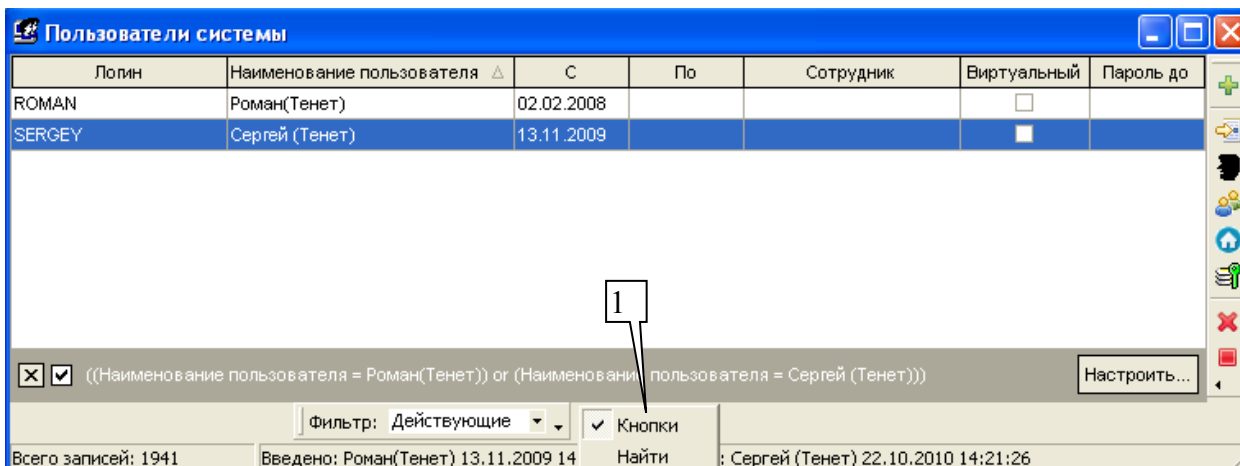 Пользователи системы
Логин Наименование пользователя С По Сотрудник Виртуальный Пароль до
ROMAN Роман(Тенет) 02.02.2008
SERGEY Сергей (Тенет) 13.11.2009
1
((Наименование пользователя = Роман(Тенет)) or (Наименование пользователя = Сергей (Тенет))) Настроить...
Фильтр: Действующие Кнопки
Найти
Всего записей: 1941 Введено: Роман(Тенет) 13.11.2009 14 : Сергей (Тенет) 22.10.2010 14:21:26